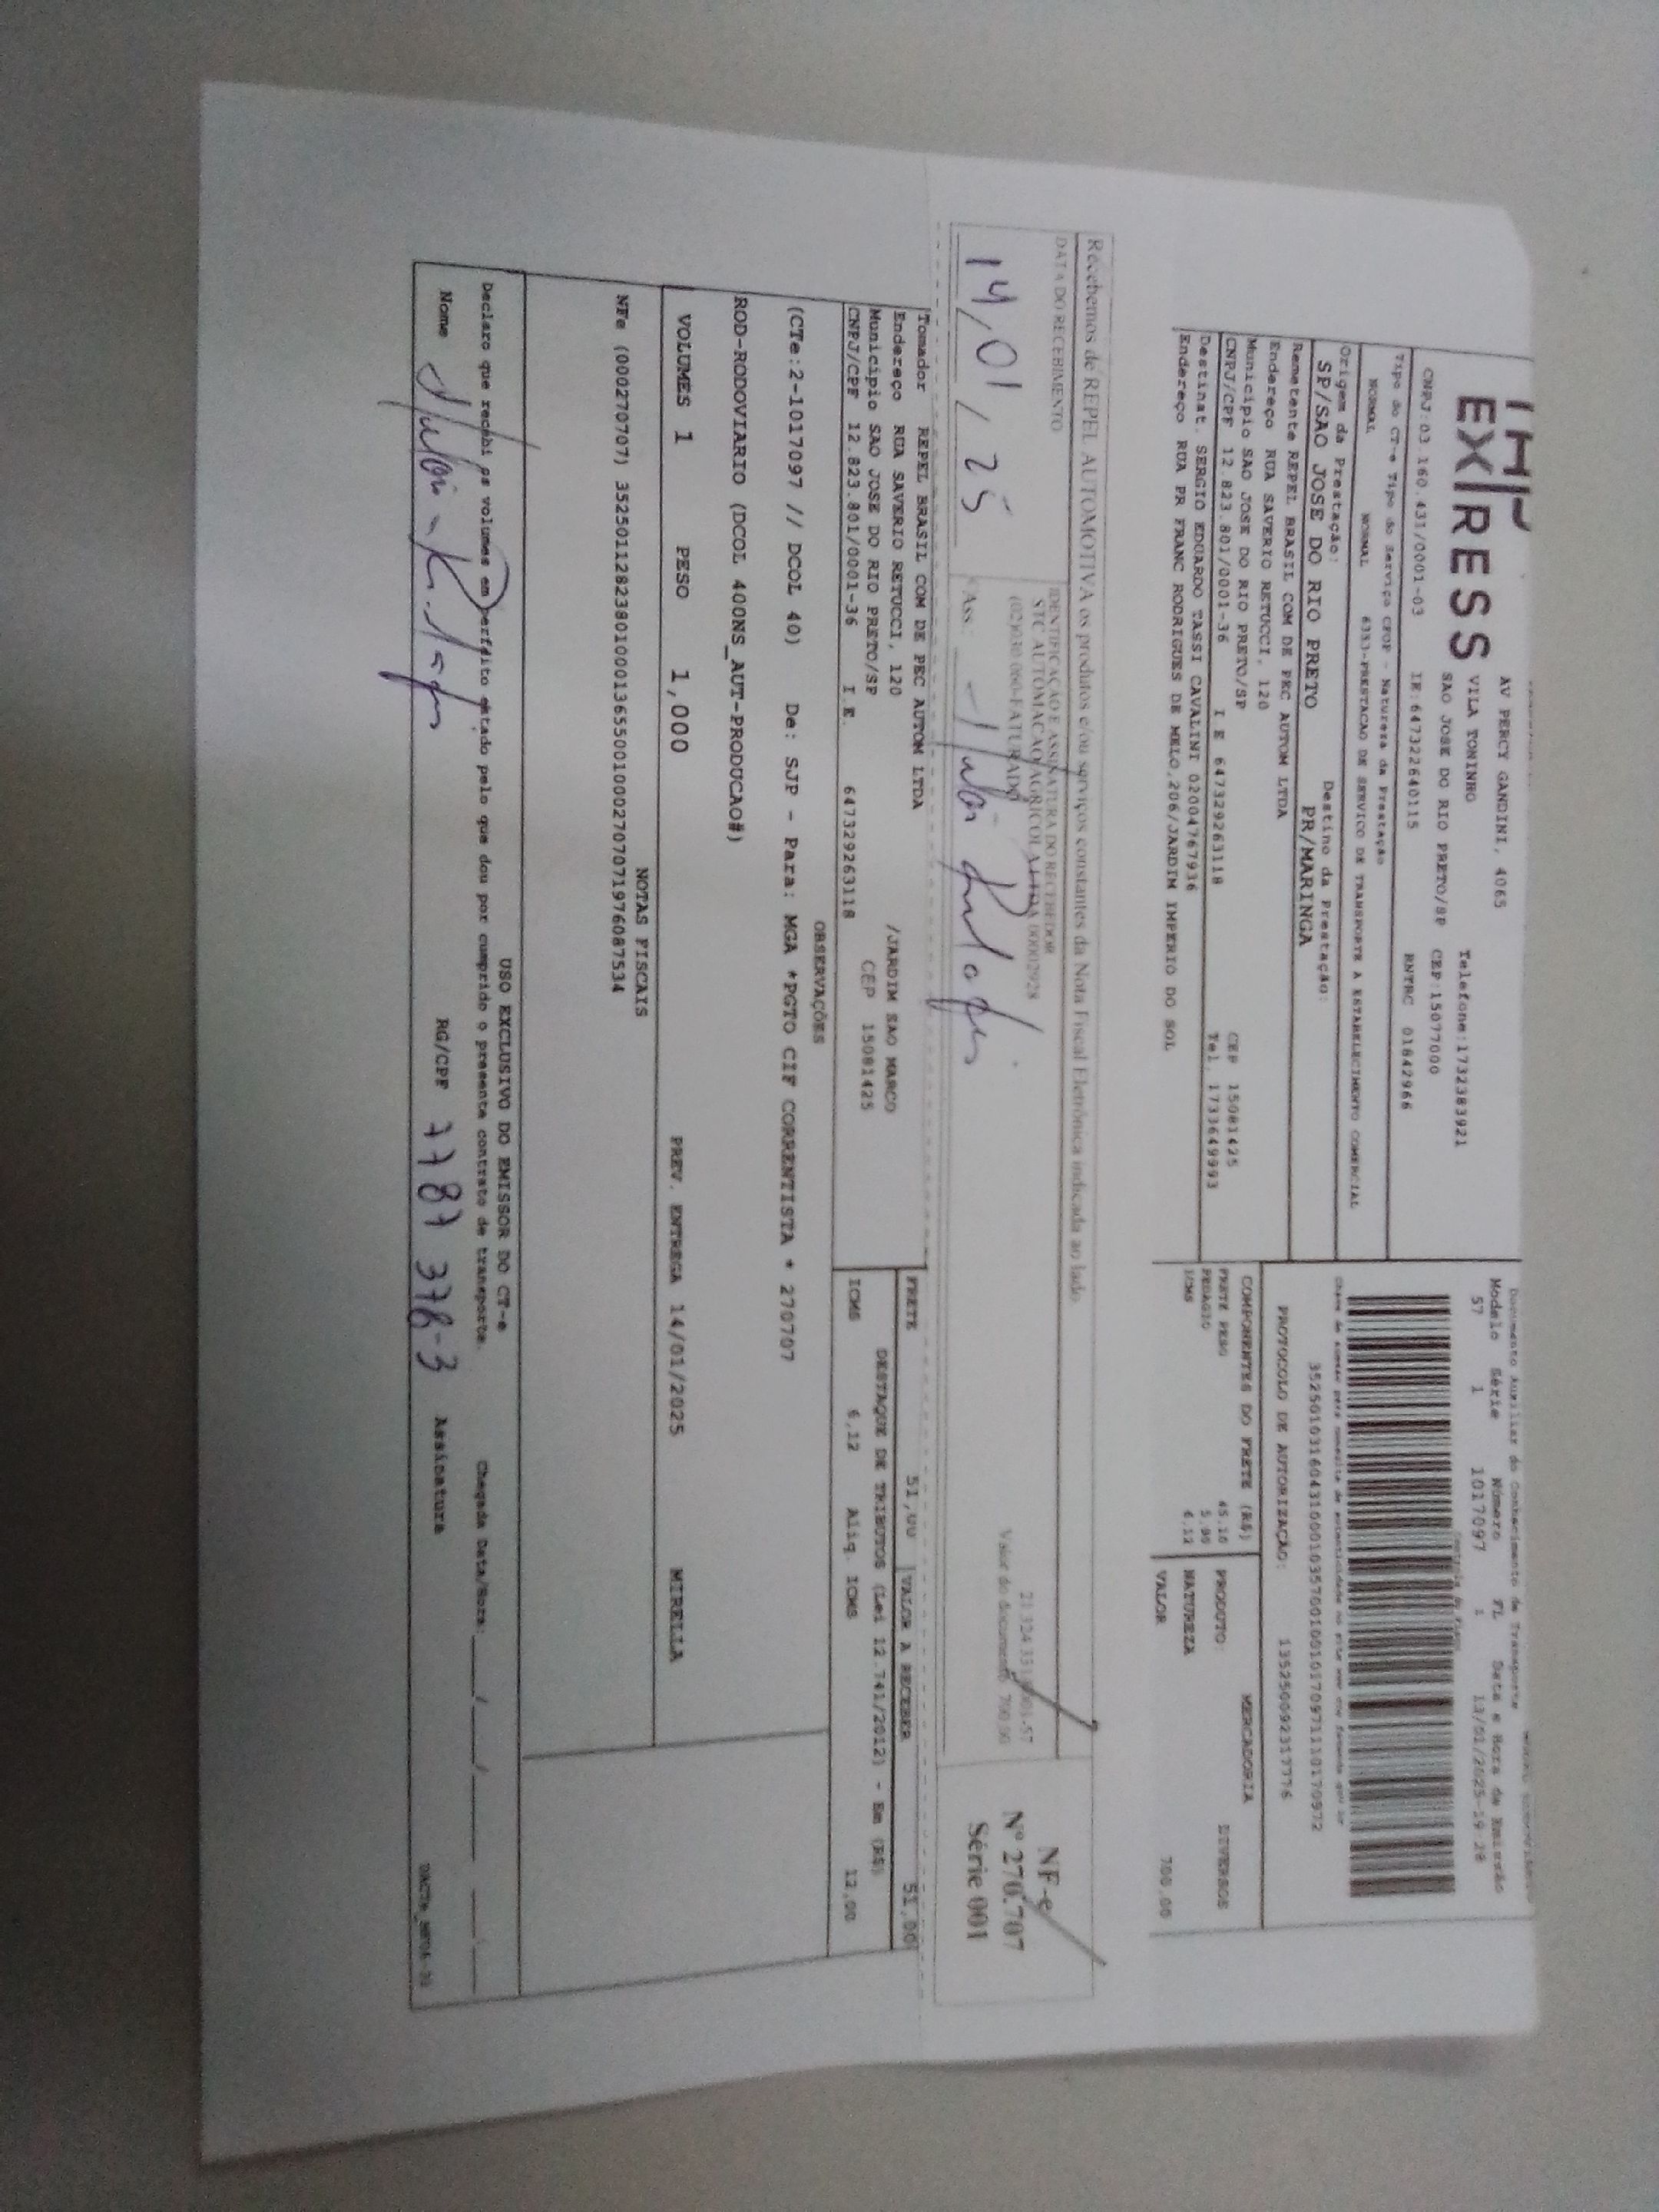 EXPRESS
AV PERCY GANDINI, 4065
VILA TONINHO
SAO JOSE DO RIO PRETO/SP CEP:15077000
Telefone:1732383921
CNPJ:03.160.431/0001-03 IE:647322640115 RNTRC 01842966
Tipo do CT-e Tipo do Serviço CFOP - Natureza da Prestação
NORMAL NORMAL 6353-PRESTACAO DE SERVICO DE TRANSPORTE A ESTABELECIMENTO COMERCIAL
Origem da Prestação: Destino da Prestação:
SP/SAO JOSE DO RIO PRETO PR/MARINGA
Remetente REPEL BRASIL COM DE PEC AUTOM LTDA
Endereço RUA SAVERIO RETUCCI, 120
Municipio SAO JOSE DO RIO PRETO/SP CEP 15081425
CNPJ/CPF 12.823.801/0001-36 I E 647329263118 Tel. 1733649993
Destinat. SERGIO EDUARDO TASSI CAVALINI 02004767936
Endereço RUA PR FRANC RODRIGUES DE MELO,206/JARDIM IMPERIO DO SOL
Documento Auxiliar do Conhecimento de Transporte
Modelo Série Número FL Data e Hora da Emissão
57 1 1017097 1 13/01/2025-19:28
PROTOCOLO DE AUTORIZAÇÃO: 135250092317776
COMPONENTES DO FRETE (R$) MERCADORIA
FRETE PESO 45.10 PRODUTO: DIVERSOS
PEDAGIO NATUREZA
ICMS 6.12 VALOR 700,00
Recebemos de REPEL AUTOMOTIVA os produtos e/ou serviços constantes da Nota Fiscal Eletrônica indicada ao lado
DATA DO RECEBIMENTO IDENTIFICAÇÃO E ASSINATURA DO RECEBEDOR
STC AUTOMACAO AGRICOLA LTDA 00002928
14/01/25
Ass.:
Valor do documento
NF-e
Nº 270.707
Série 001
Tomador REPEL BRASIL COM DE PEC AUTOM LTDA
Endereço RUA SAVERIO RETUCCI, 120 /JARDIM SAO MARCO
Municipio SAO JOSE DO RIO PRETO/SP CEP 15081425
CNPJ/CPF 12.823.801/0001-36 I.E. 647329263118
FRETE 51,00 VALOR A RECEBER 51,00
DESTAQUE DE TRIBUTOS (Lei 12.741/2012) - Em (R$)
ICMS 6,12 Aliq. ICMS 12,00
OBSERVAÇÕES
(CTe:2-1017097 // DCOL 40) De: SJP - Para: MGA *PGTO CIF CORRENTISTA * 270707
ROD-RODOVIARIO (DCOL 400NS_AUT-PRODUCAO#)
VOLUMES 1 PESO 1,000 PREV. ENTREGA 14/01/2025 MIRELLA
NOTAS FISCAIS
NFe (000270707) 35250112823801000136550010002707071976087534
USO EXCLUSIVO DO EMISSOR DO CT-e
Declaro que recebi os volumes em perfeito estado pelo que dou por cumprido o presente contrato de transporte. Chegada Data/Hora:
Nome RG/CPF Assinatura